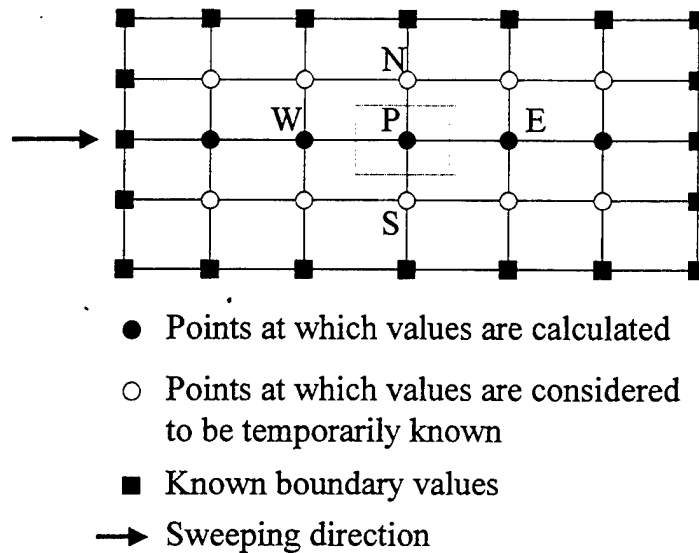 N
W P E
S
Points at which values are calculated
Points at which values are considered
to be temporarily known
Known boundary values
Sweeping direction